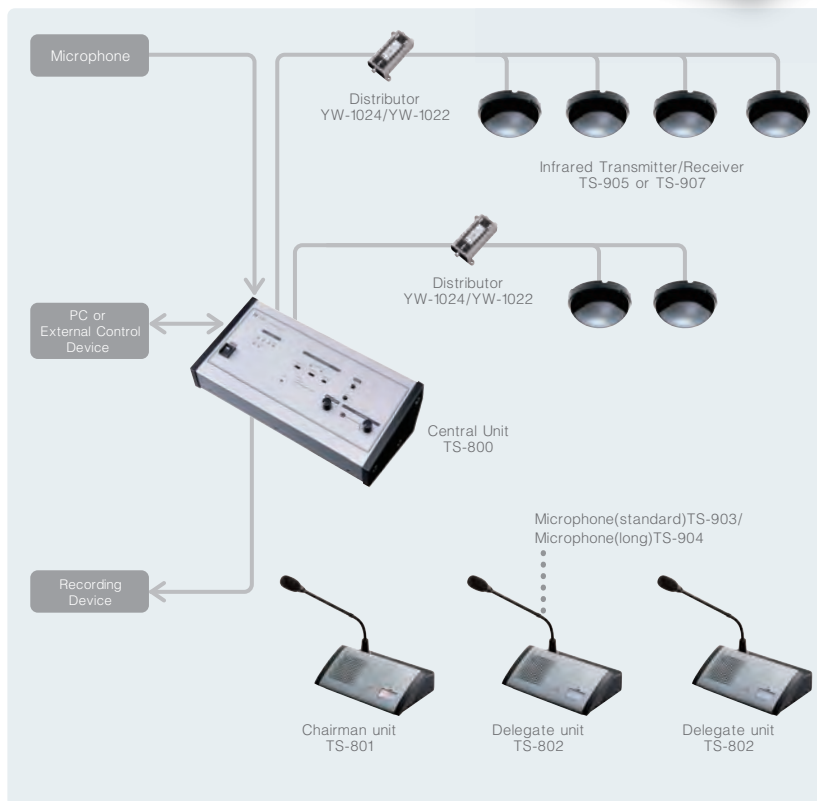 Microphone
Distributor
YW-1024/YW-1022
Infrared Transmitter/Receiver
TS-905 or TS-907
Distributor
YW-1024/YW-1022
PC or
External Control
Device
Central Unit
TS-800
Microphone(standard)TS-903/
Microphone(long)TS-904
Recording
Device
Chairman unit
TS-801
Delegate unit
TS-802
Delegate unit
TS-802